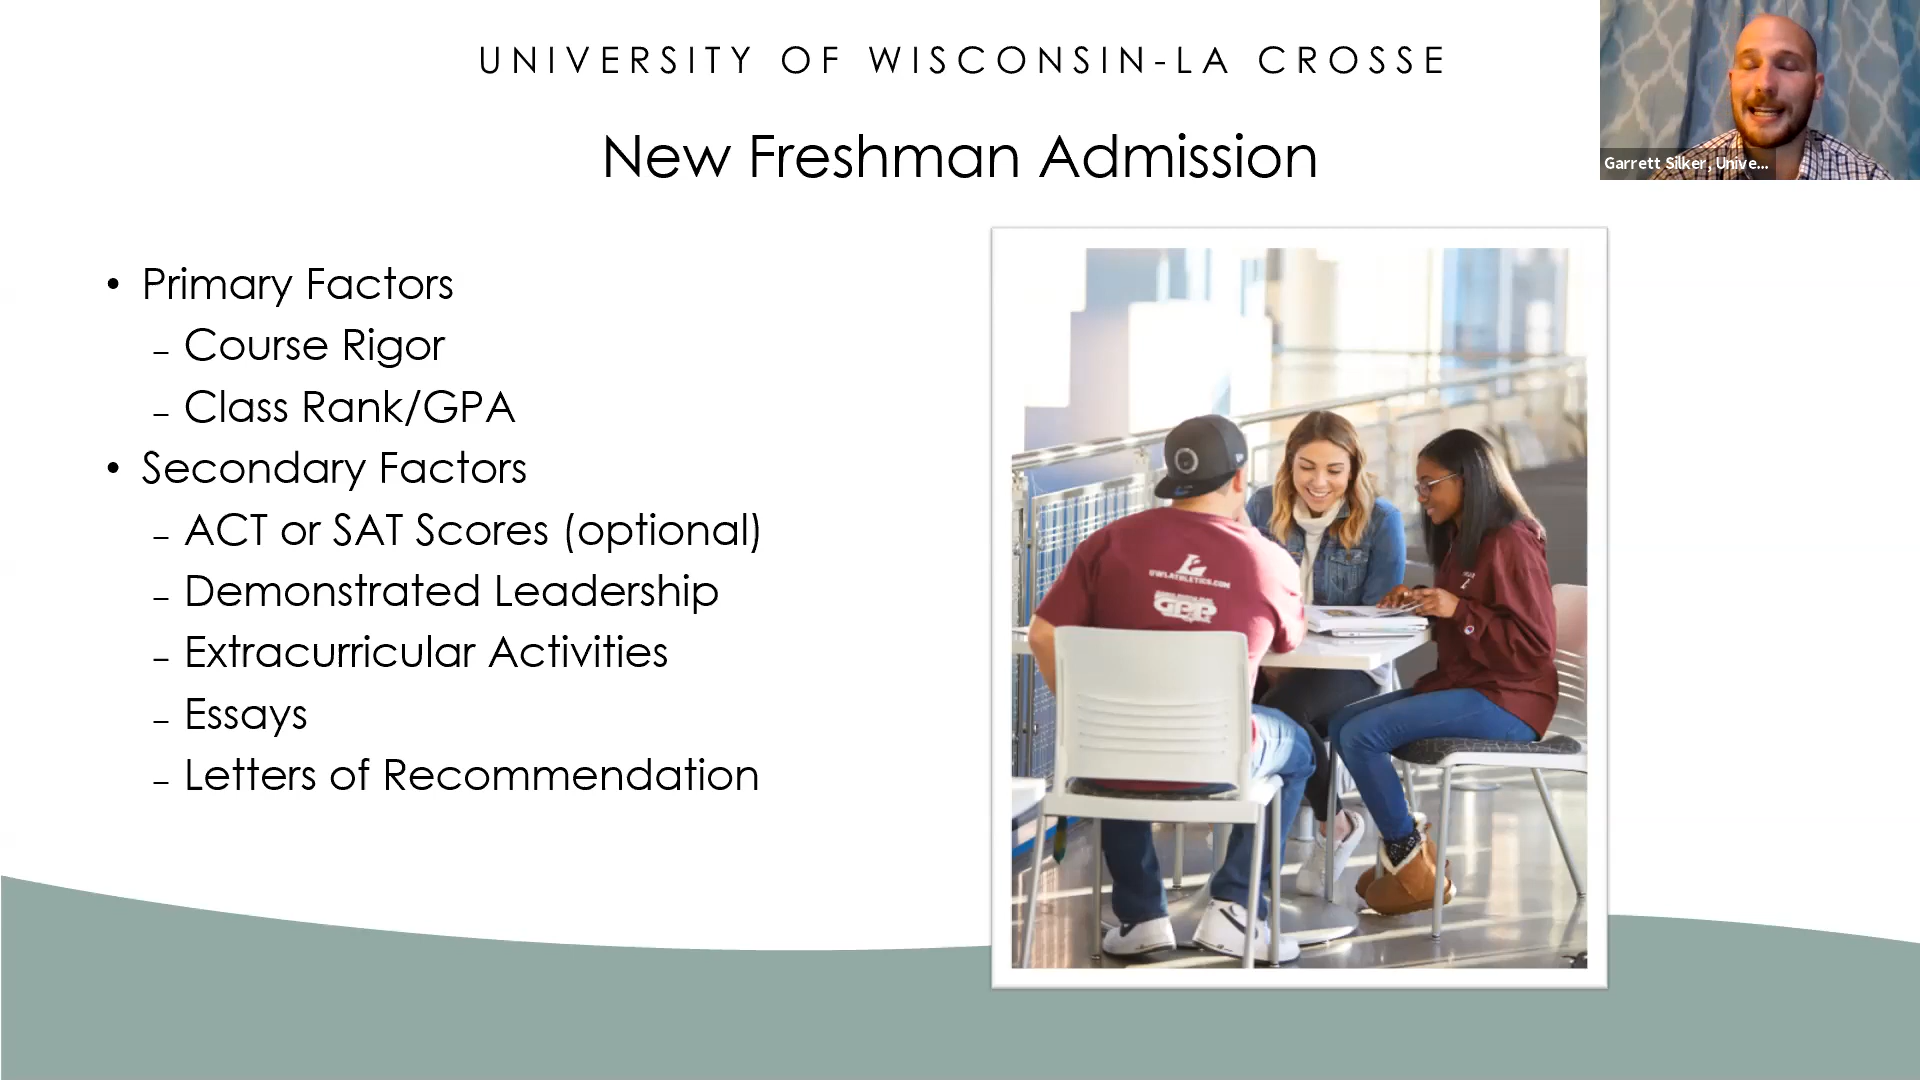 UNIVERSITY OF WISCONSIN-LA CROSSE
New Freshman Admission
Garrett Silker, Unive...
• Primary Factors
– Course Rigor
– Class Rank/GPA
• Secondary Factors
– ACT or SAT Scores (optional)
– Demonstrated Leadership
– Extracurricular Activities
– Essays
– Letters of Recommendation
L
UWLATHLETICS.COM